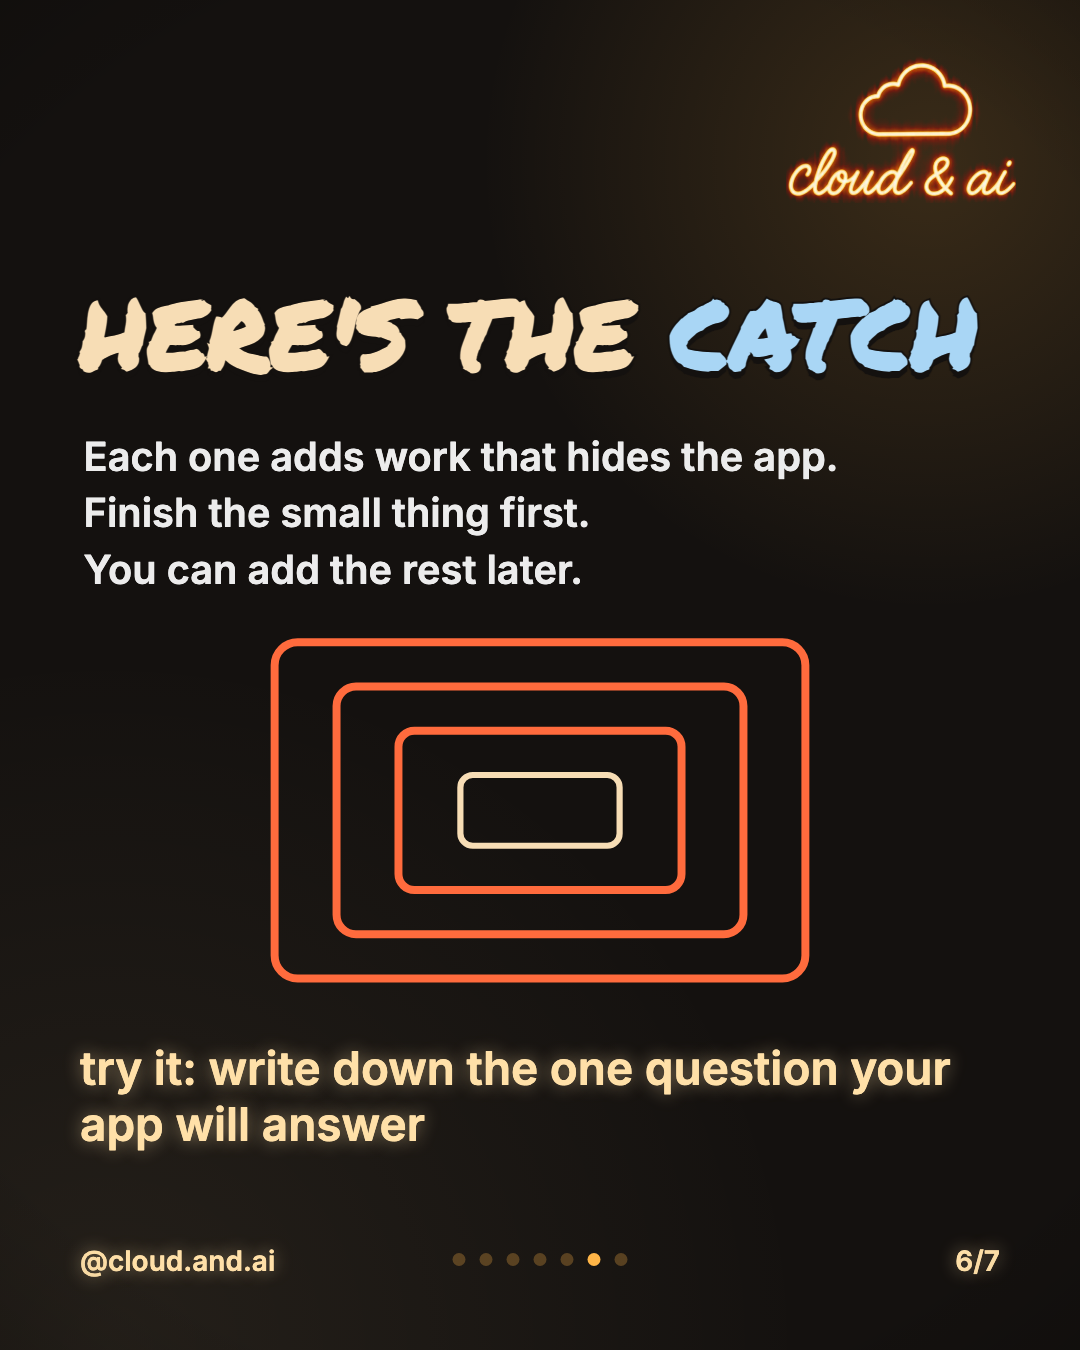 cloud & ai
HERE'S THE CATCH
Each one adds work that hides the app.
Finish the small thing first.
You can add the rest later.
try it: write down the one question your
app will answer
@cloud.and.ai
6/7